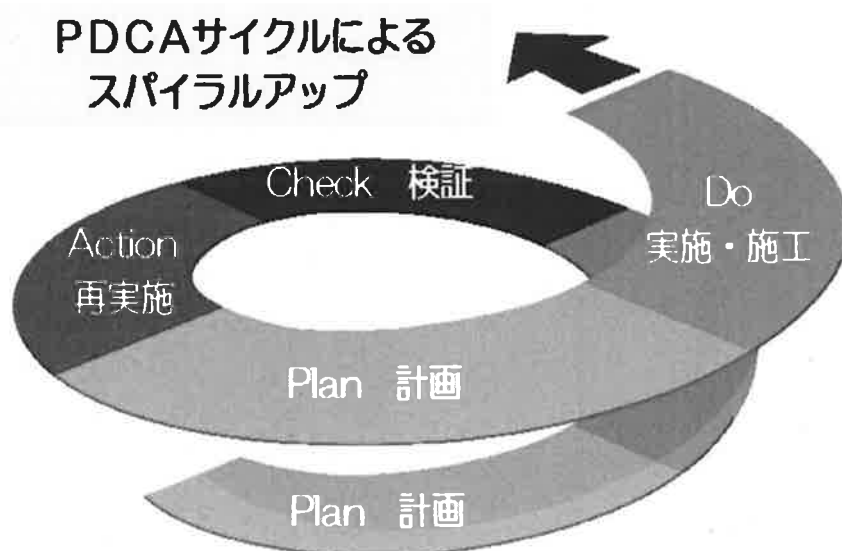 PDCAサイクルによる
スパイラルアップ
Check 検証
Do
実施・施工
Action
再実施
Plan 計画
Plan 計画